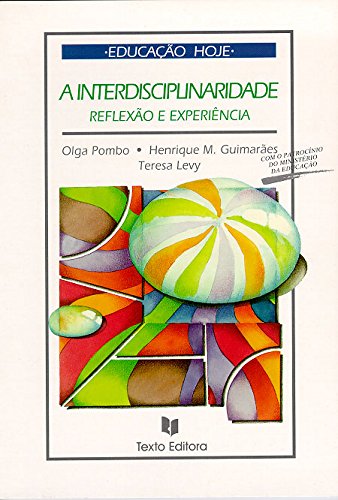 •EDUCAÇÃO HOJE•
A INTERDISCIPLINARIDADE
REFLEXÃO E EXPERIÊNCIA
Olga Pombo • Henrique M. Guimarães
Teresa Levy
COM O PATROCÍNIO
DO MINISTÉRIO
DA EDUCAÇÃO
Texto Editora